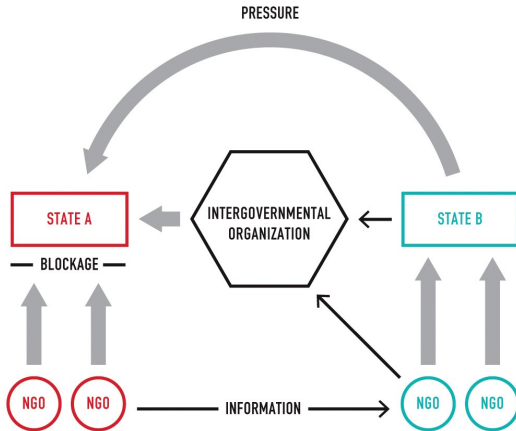 PRESSURE
STATE A
INTERGOVERNMENTAL
ORGANIZATION
STATE B
BLOCKAGE
NGO
NGO
INFORMATION
NGO
NGO